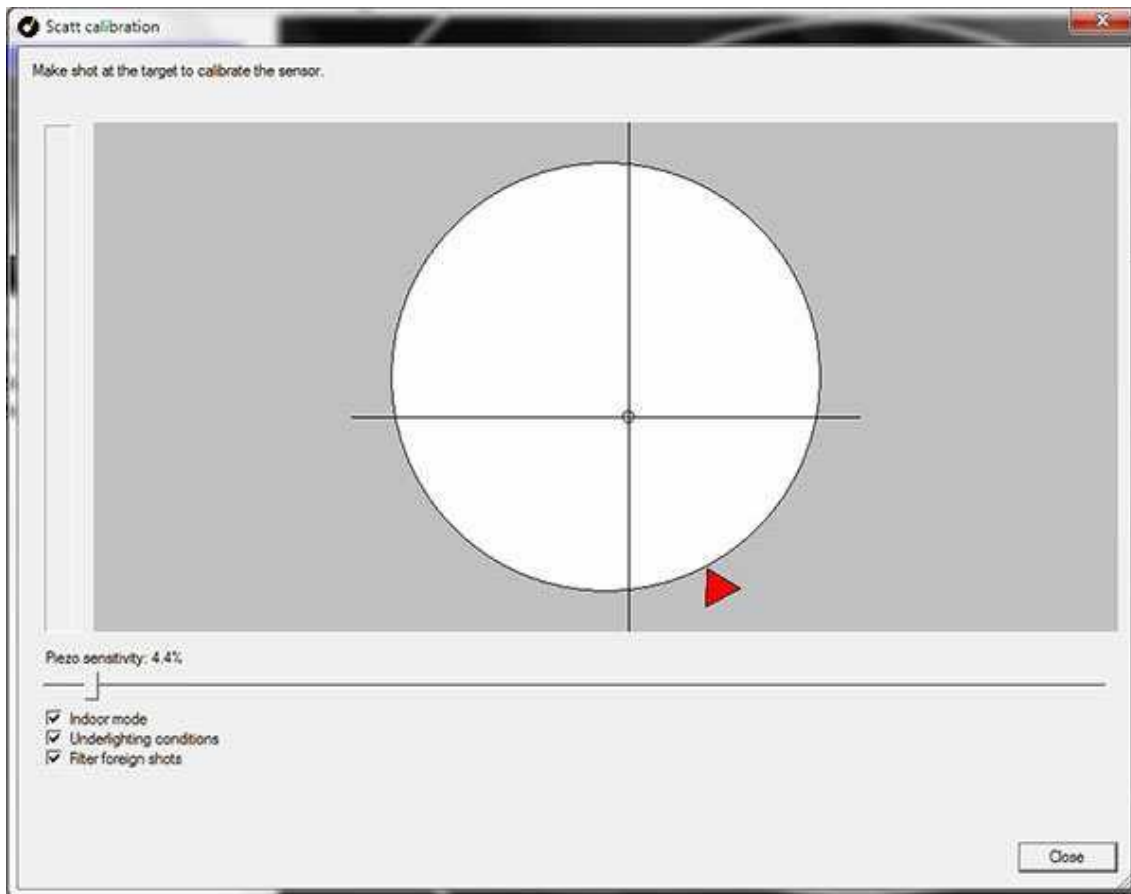 Scatt calibration
Make shot at the target to calibrate the sensor.
Piezo sensitivity: 4.4%
Indoor mode
Underlighting conditions
Filter foreign shots
Close